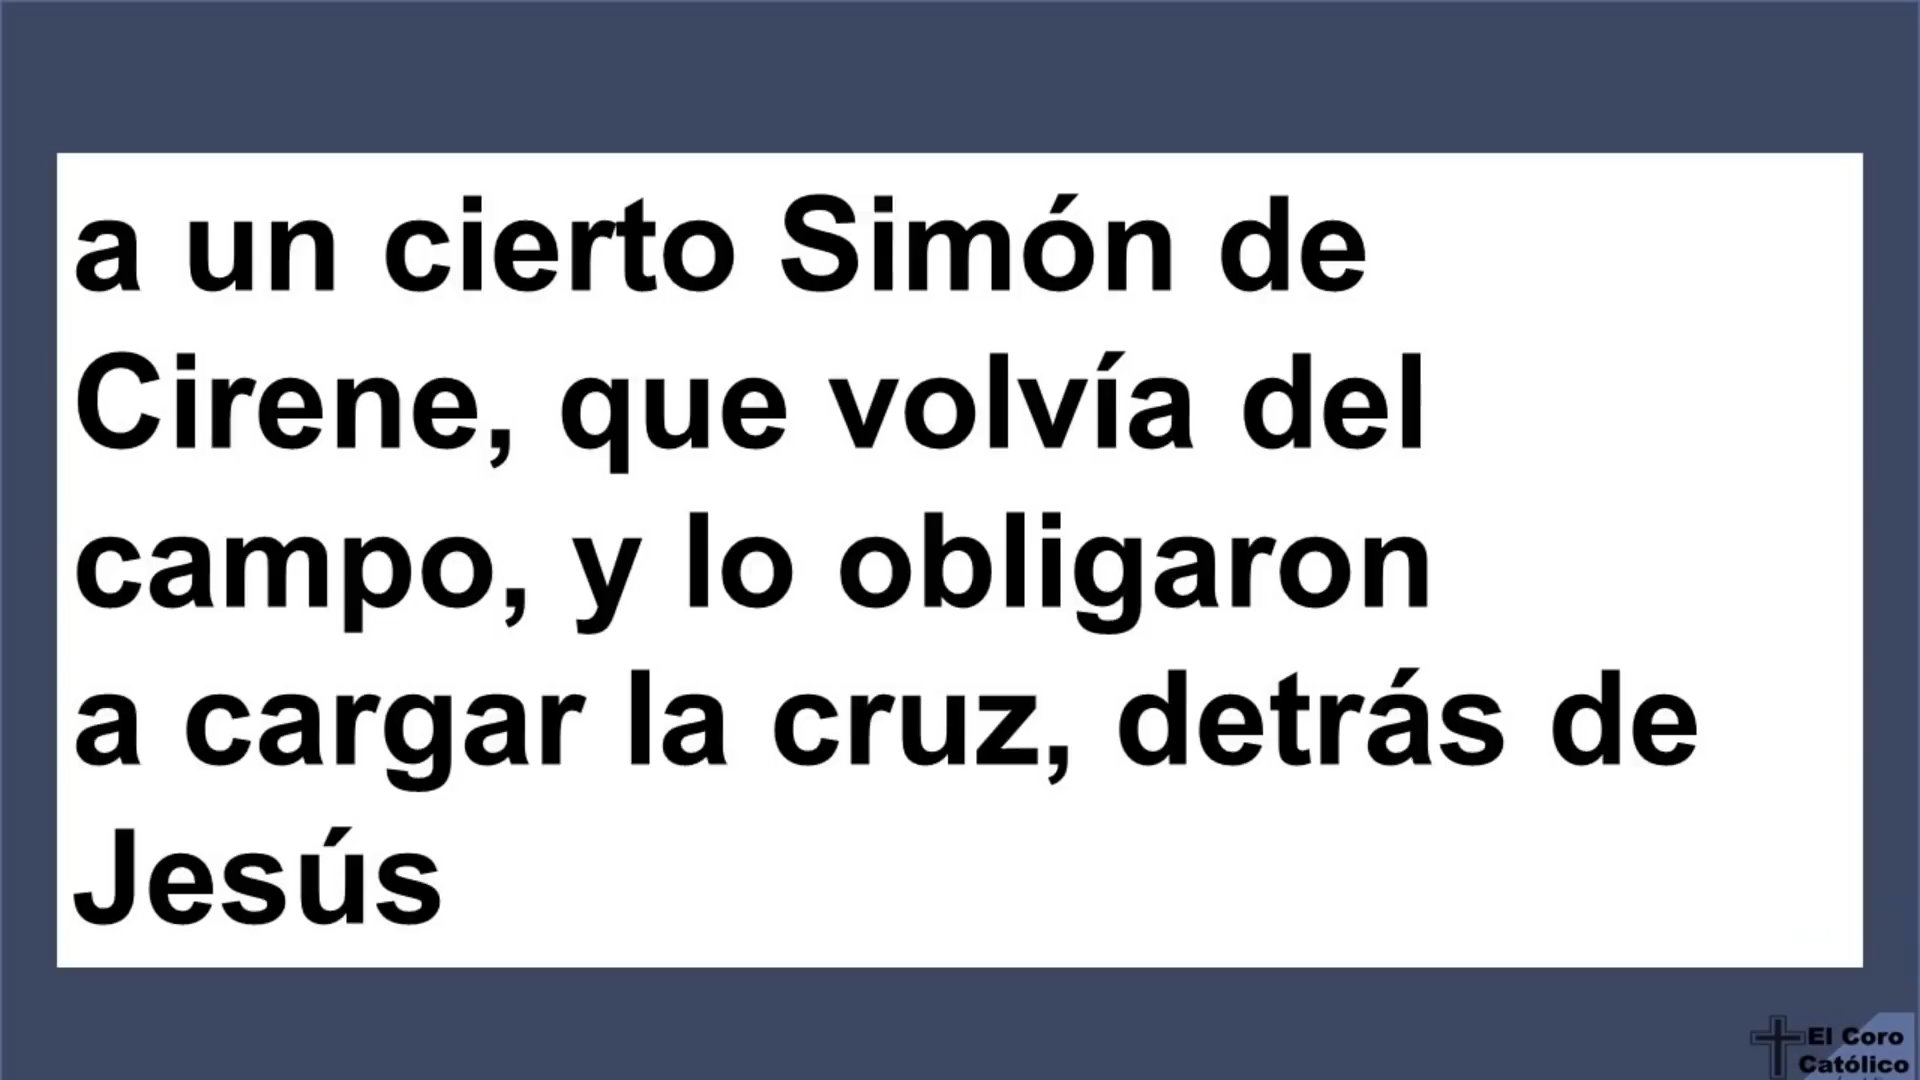 a un cierto Simón de
Cirene, que volvía del
campo, y lo obligaron
a cargar la cruz, detrás de
Jesús
El Coro
Católico